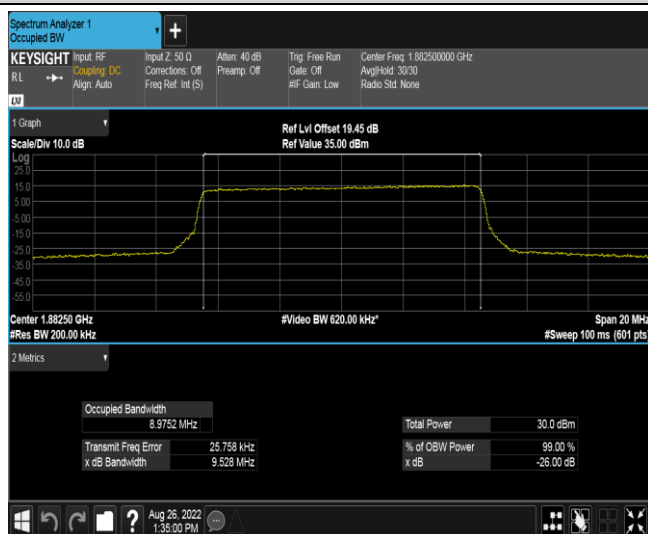 Spectrum Analyzer 1
Occupied BW
+
KEYSIGHT
RL
LXI
Input: RF
Coupling: DC
Align: Auto
Input Z: 50 Ω
Corrections: Off
Freq Ref: Int (S)
Atten: 40 dB
Preamp: Off
Trig: Free Run
Gate: Off
#IF Gain: Low
Center Freq: 1.882500000 GHz
Avg|Hold: 30/30
Radio Std: None
1 Graph
Scale/Div 10.0 dB
Ref Lvl Offset 19.45 dB
Ref Value 35.00 dBm
Log
25.0
15.0
5.00
-5.00
-15.0
-25.0
-35.0
-45.0
-55.0
Center 1.88250 GHz
#Res BW 200.00 kHz
#Video BW 620.00 kHz*
Span 20 MHz
#Sweep 100 ms (601 pts)
2 Metrics
Occupied Bandwidth
8.9752 MHz
Transmit Freq Error 25.758 kHz
x dB Bandwidth 9.528 MHz
Total Power 30.0 dBm
% of OBW Power 99.00 %
x dB -26.00 dB
?
Aug 26, 2022
1:35:00 PM